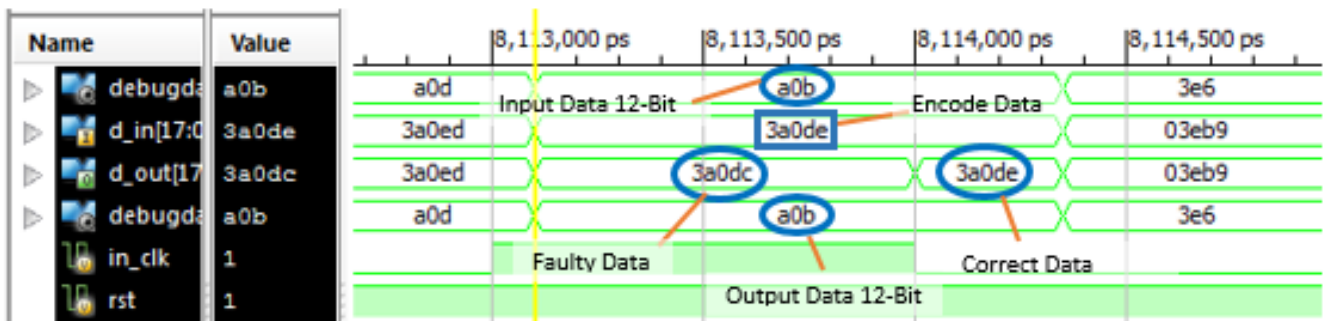 Name Value 8,113,000 ps 8,113,500 ps 8,114,000 ps 8,114,500 ps
debugda a0b a0d a0b 3e6
Input Data 12-Bit Encode Data
d_in[17:0 3a0de 3a0ed 3a0de 03eb9
d_out[17 3a0dc 3a0ed 3a0dc 3a0de 03eb9
debugda a0b a0d a0b 3e6
in_clk 1 Faulty Data Correct Data
rst 1 Output Data 12-Bit